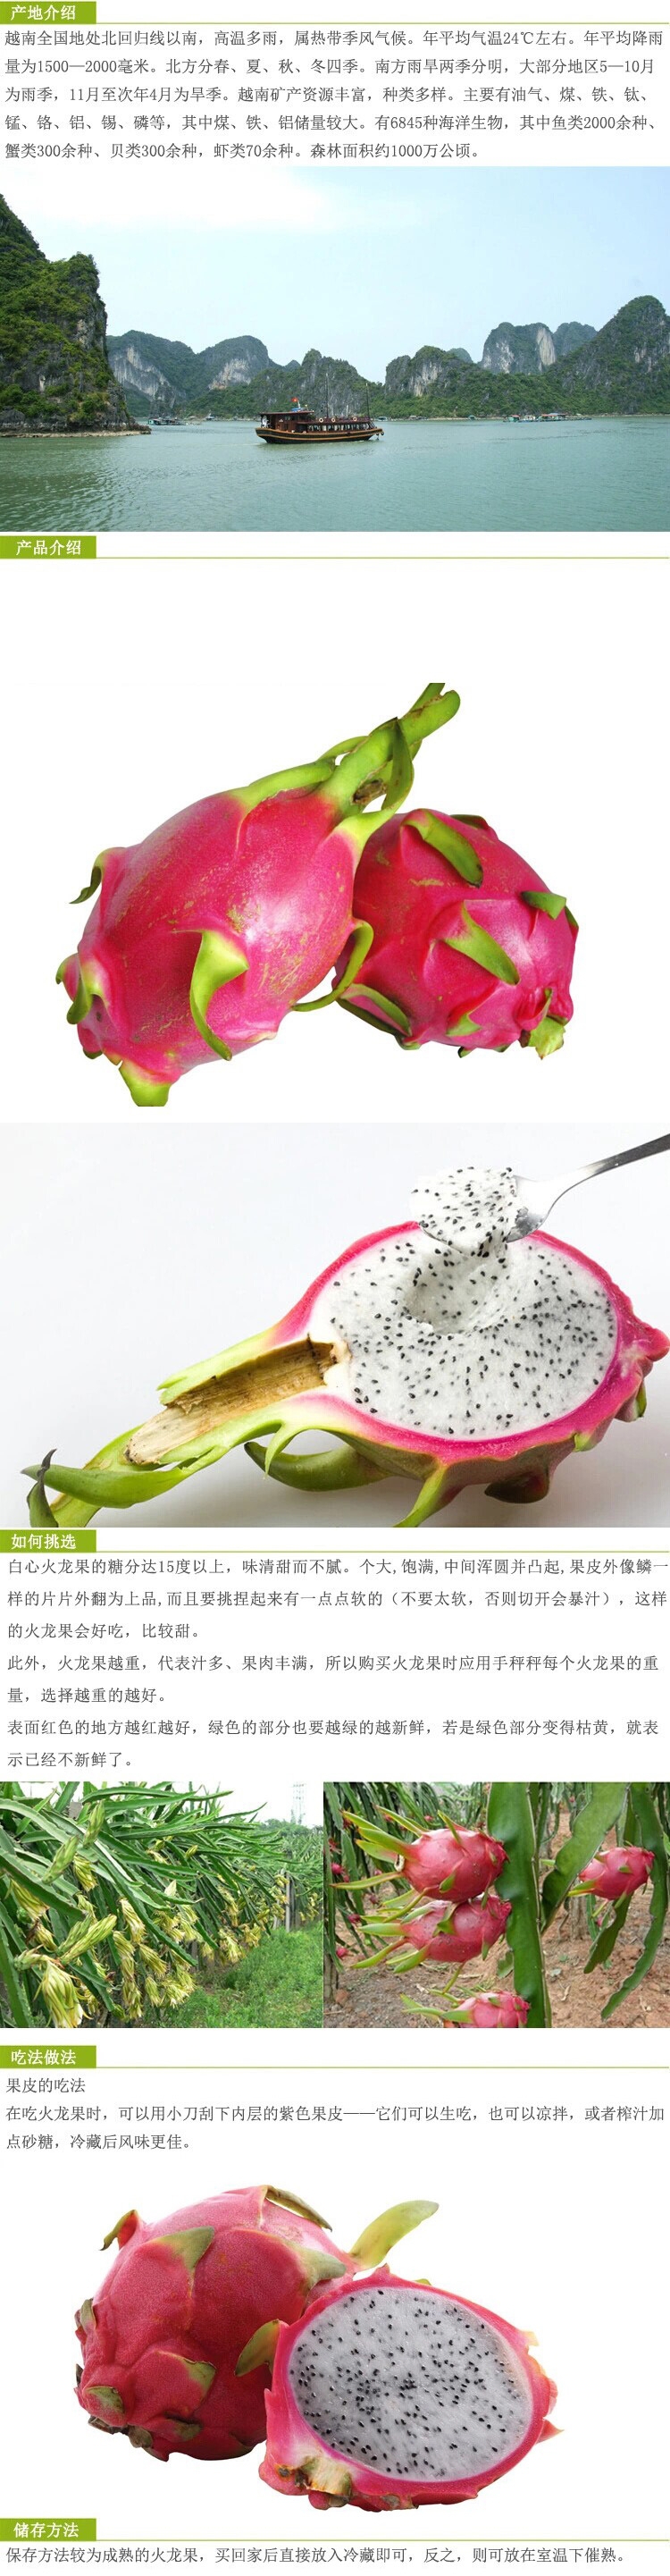 产地介绍
越南全国地处北回归线以南，高温多雨，属热带季风气候。年平均气温24℃左右。年平均降雨
量为1500—2000毫米。北方分春、夏、秋、冬四季。南方雨旱两季分明，大部分地区5—10月
为雨季，11月至次年4月为旱季。越南矿产资源丰富，种类多样。主要有油气、煤、铁、钛、
锰、铬、铝、锡、磷等，其中煤、铁、铝储量较大。有6845种海洋生物，其中鱼类2000余种、
蟹类300余种、贝类300余种，虾类70余种。森林面积约1000万公顷。
产品介绍
如何挑选
白心火龙果的糖分达15度以上，味清甜而不腻。个大,饱满,中间浑圆并凸起,果皮外像鳞一
样的片片外翻为上品,而且要挑捏起来有一点点软的（不要太软，否则切开会暴汁），这样
的火龙果会好吃，比较甜。
此外，火龙果越重，代表汁多、果肉丰满，所以购买火龙果时应用手秤秤每个火龙果的重
量，选择越重的越好。
表面红色的地方越红越好，绿色的部分也要越绿的越新鲜，若是绿色部分变得枯黄，就表
示已经不新鲜了。
吃法做法
果皮的吃法
在吃火龙果时，可以用小刀刮下内层的紫色果皮——它们可以生吃，也可以凉拌，或者榨汁加
点砂糖，冷藏后风味更佳。
储存方法
保存方法较为成熟的火龙果，买回家后直接放入冷藏即可，反之，则可放在室温下催熟。